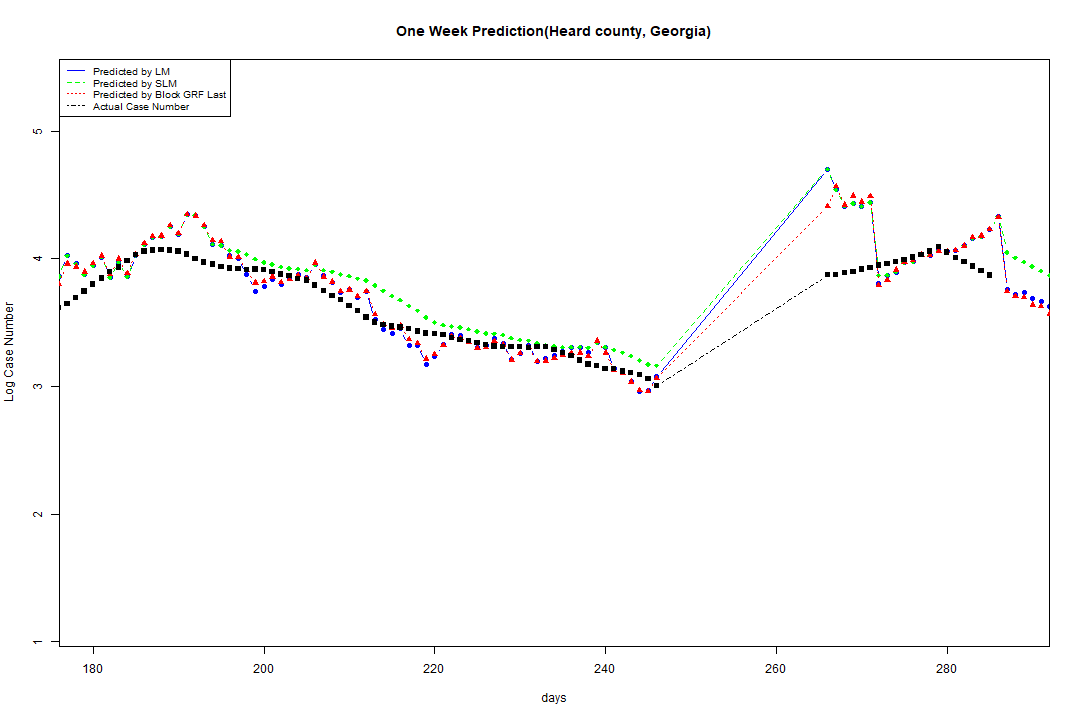 One Week Prediction(Heard county, Georgia)
Predicted by LM
Predicted by SLM
Predicted by Block GRF Last
Actual Case Number
5
4
3
2
1
Log Case Number
180 200 220 240 260 280
days